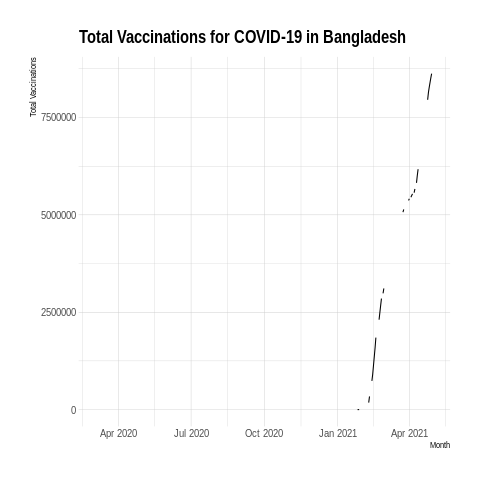 Total Vaccinations for COVID-19 in Bangladesh
Total Vaccinations
7500000
5000000
2500000
0
Apr 2020 Jul 2020 Oct 2020 Jan 2021 Apr 2021
Month